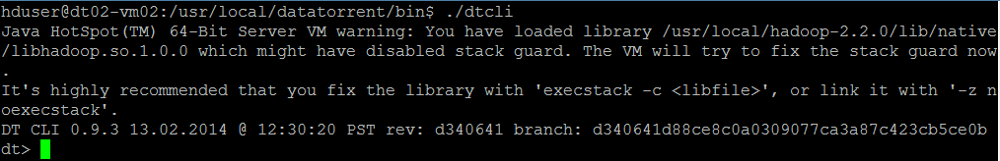 hduser@dt02-vm02:/usr/local/datatorrent/bin$ ./dtcli
Java HotSpot(TM) 64-Bit Server VM warning: You have loaded library /usr/local/hadoop-2.2.0/lib/native
/libhadoop.so.1.0.0 which might have disabled stack guard. The VM will try to fix the stack guard now
.
It's highly recommended that you fix the library with 'execstack -c <libfile>', or link it with '-z n
oexecstack'.
DT CLI 0.9.3 13.02.2014 @ 12:30:20 PST rev: d340641 branch: d340641d88ce8c0a0309077ca3a87c423cb5ce0b
dt>